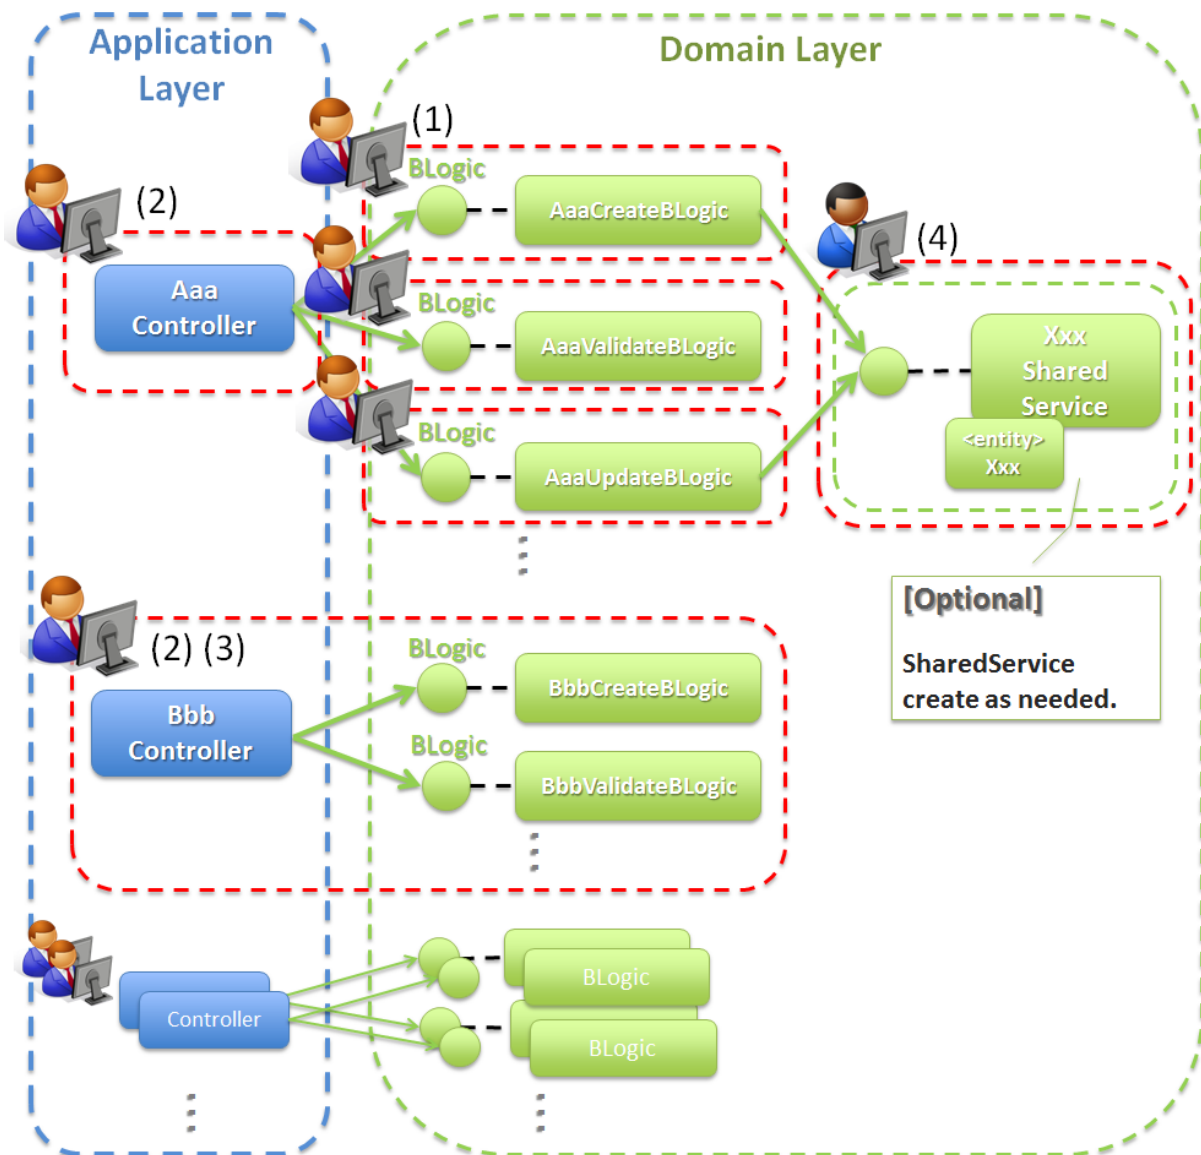 Application
Layer
Domain Layer
(1)
(2)
BLogic
AaaCreateBLogic
(4)
Aaa
Controller
BLogic
AaaValidateBLogic
Xxx
Shared
Service
<entity>
Xxx
BLogic
AaaUpdateBLogic
[Optional]
SharedService
create as needed.
(2) (3)
BLogic
BbbCreateBLogic
Bbb
Controller
BLogic
BbbValidateBLogic
Controller
BLogic
BLogic